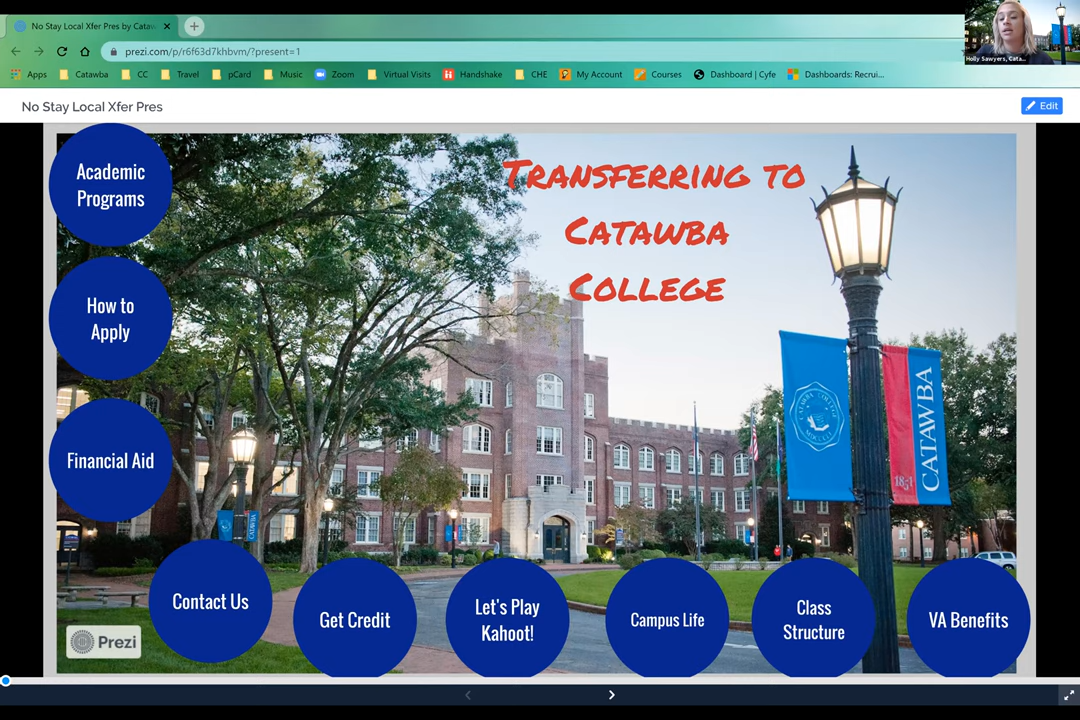 No Stay Local Xfer Pres by Cataw
prezi.com/p/r6f63d7khbvm/?present=1
Apps Catawba CC Travel pCard Music Zoom Virtual Visits Handshake CHE My Account Courses Dashboard | Cyfe Dashboards: Recrui...
Holly Sawyers, Cata...
No Stay Local Xfer Pres
Edit
Transferring to
Catawba
College
Academic
Programs
How to
Apply
Financial Aid
CATAWBA COLLEGE
CATAWBA
1851
Contact Us
Get Credit
Let's Play
Kahoot!
Campus Life
Class
Structure
VA Benefits
Prezi